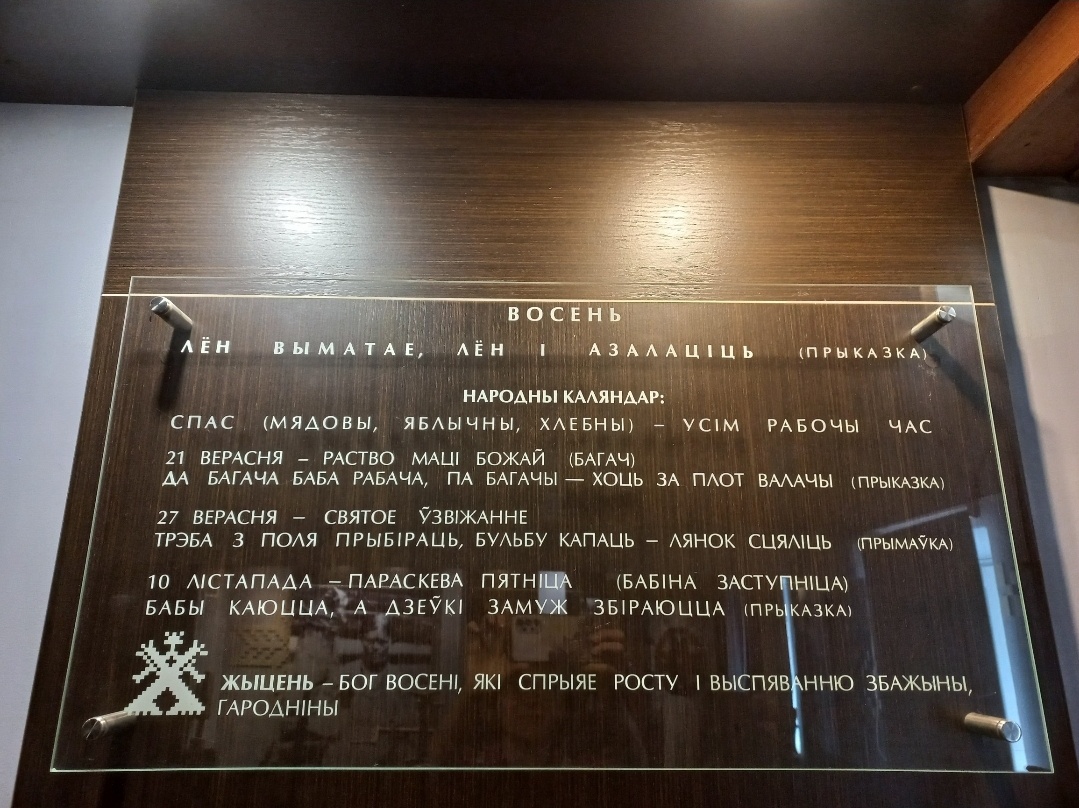 ВОСЕНЬ
ЛЁН ВЫМАТАЕ, ЛЁН І АЗАЛАЦІЦЬ (ПРЫКАЗКА)
НАРОДНЫ КАЛЯНДАР:
СПАС (МЯДОВЫ, ЯБЛЫЧНЫ, ХЛЕБНЫ) – УСІМ РАБОЧЫ ЧАС
21 ВЕРАСНЯ – РАСТВО МАЦІ БОЖАЙ (БАГАЧ)
ДА БАГАЧА БАБА РАБАЧА, ПА БАГАЧЫ — ХОЦЬ ЗА ПЛОТ ВАЛАЧЫ (ПРЫКАЗКА)
27 ВЕРАСНЯ – СВЯТОЕ ЎЗВІЖАННЕ
ТРЭБА З ПОЛЯ ПРЫБІРАЦЬ, БУЛЬБУ КАПАЦЬ – ЛЯНОК СЦЯЛІЦЬ (ПРЫМАЎКА)
10 ЛІСТАПАДА – ПАРАСКЕВА ПЯТНІЦА (БАБІНА ЗАСТУПНІЦА)
БАБЫ КАЮЦЦА, А ДЗЕЎКІ ЗАМУЖ ЗБІРАЮЦЦА (ПРЫКАЗКА)
ЖЫЦЕНЬ – БОГ ВОСЕНІ, ЯКІ СПРЫЯЕ РОСТУ І ВЫСПЯВАННЮ ЗБАЖЫНЫ,
ГАРОДНІНЫ